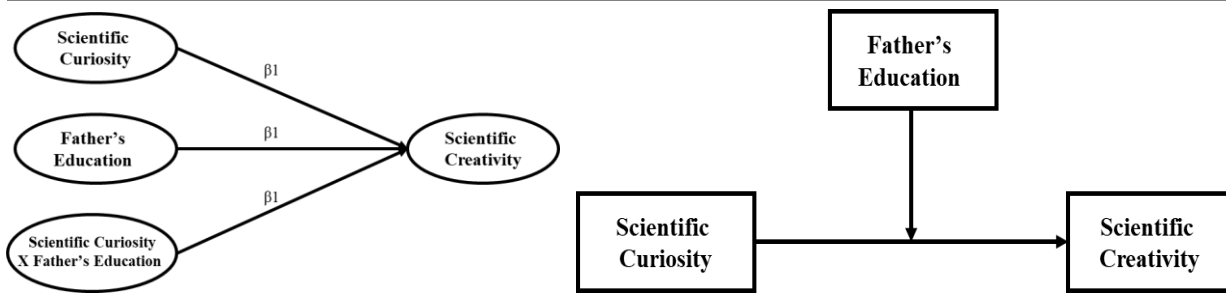 Scientific
Curiosity
β1
Father's
Education
β1
Scientific
Creativity
β1
Scientific Curiosity
X Father's Education
Father's
Education
Scientific
Curiosity
Scientific
Creativity